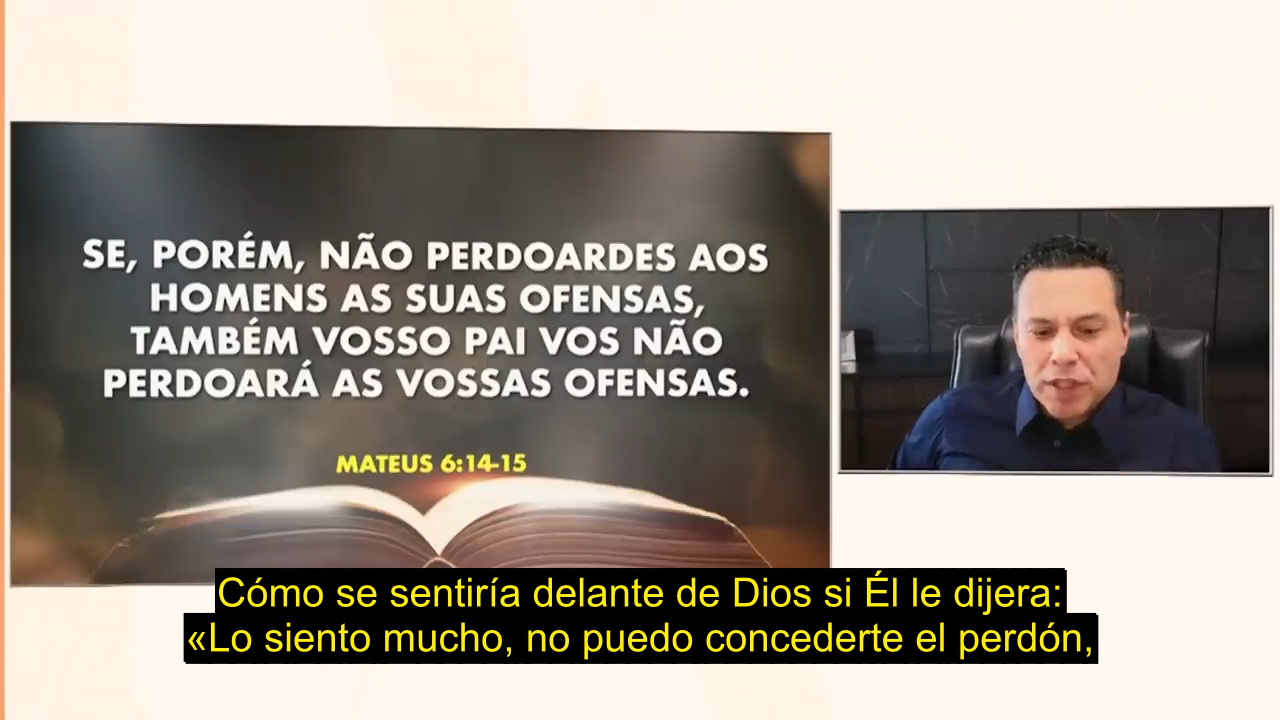 SE, PORÉM, NÃO PERDOARDES AOS
HOMENS AS SUAS OFENSAS,
TAMBÉM VOSSO PAI VOS NÃO
PERDOARÁ AS VOSSAS OFENSAS.
MATEUS 6:14-15
Cómo se sentiría delante de Dios si Él le dijera:
«Lo siento mucho, no puedo concederte el perdón,